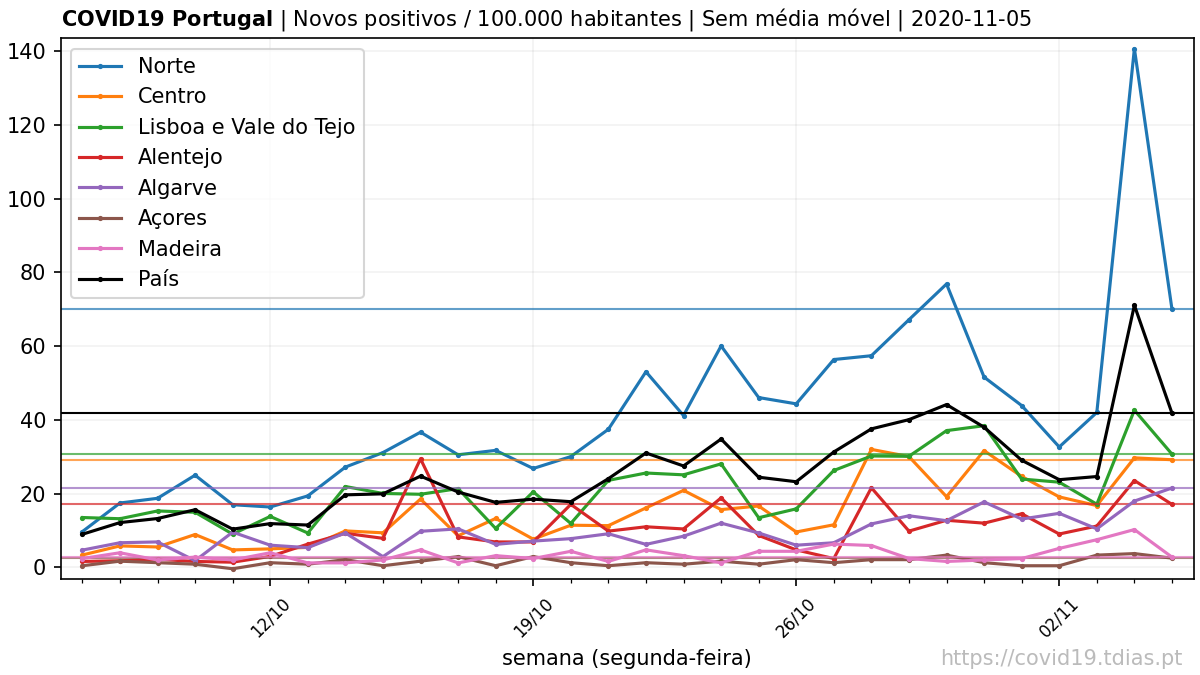 COVID19 Portugal | Novos positivos / 100.000 habitantes | Sem média móvel | 2020-11-05
140
120
100
80
60
40
20
0
Norte
Centro
Lisboa e Vale do Tejo
Alentejo
Algarve
Açores
Madeira
País
12/10
19/10
26/10
02/11
semana (segunda-feira)
https://covid19.tdias.pt